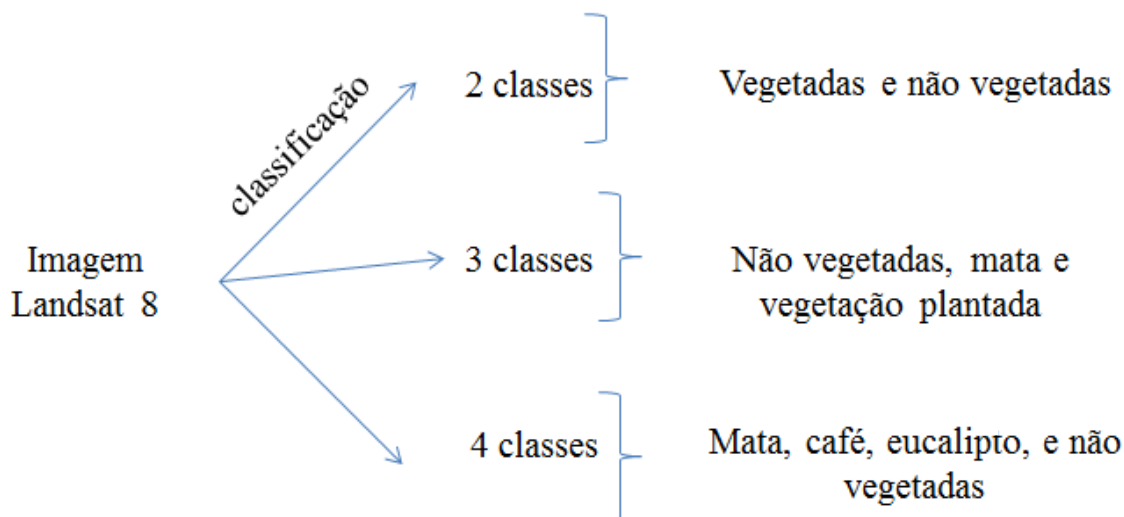 classificação
Imagem
Landsat 8
2 classes
Vegetadas e não vegetadas
3 classes
Não vegetadas, mata e
vegetação plantada
4 classes
Mata, café, eucalipto, e não
vegetadas